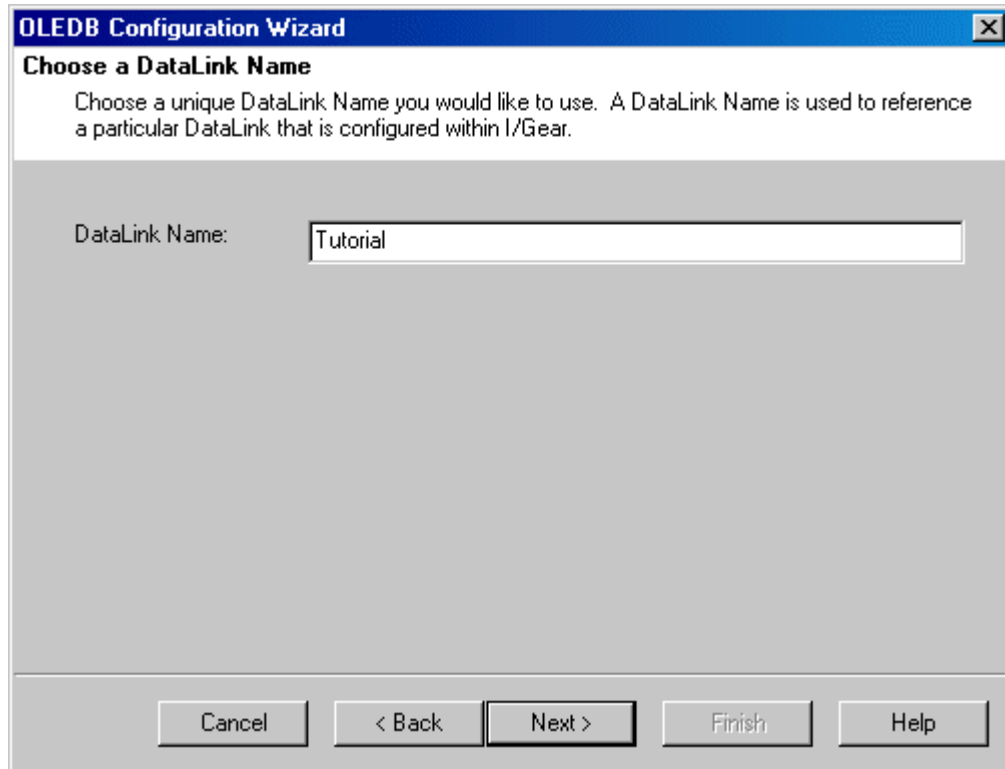 OLEDB Configuration Wizard
Choose a DataLink Name
Choose a unique DataLink Name you would like to use.  A DataLink Name is used to reference
a particular DataLink that is configured within I/Gear.
DataLink Name:
Tutorial
Cancel
< Back
Next >
Finish
Help